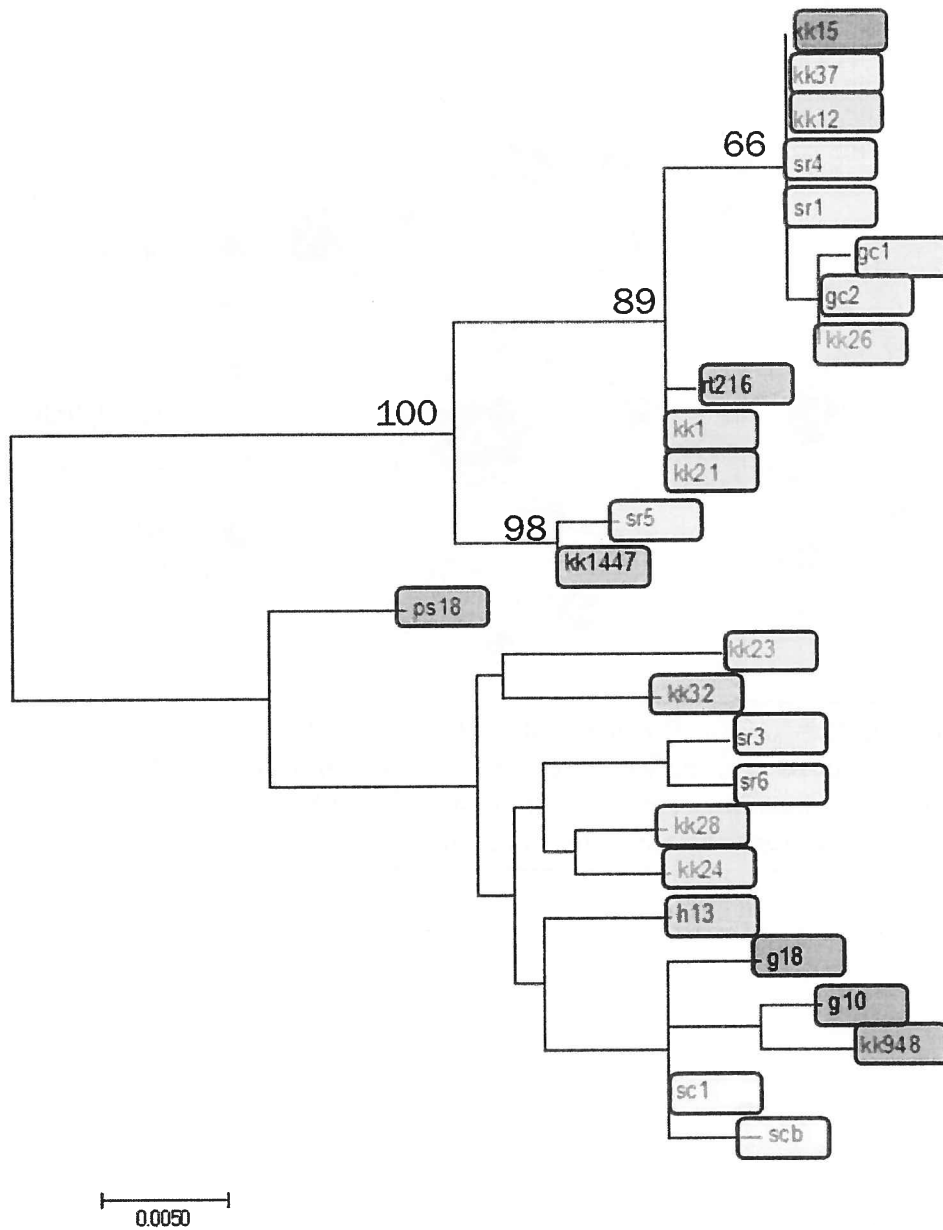 kk15
kk37
kk12
66
sr4
sr1
gc1
gc2
89
kk26
rt216
100
kk1
kk21
sr5
98
kk1447
ps18
kk23
kk32
sr3
sr6
kk28
kk24
h13
g18
g10
kk948
sc1
scb
0.0050